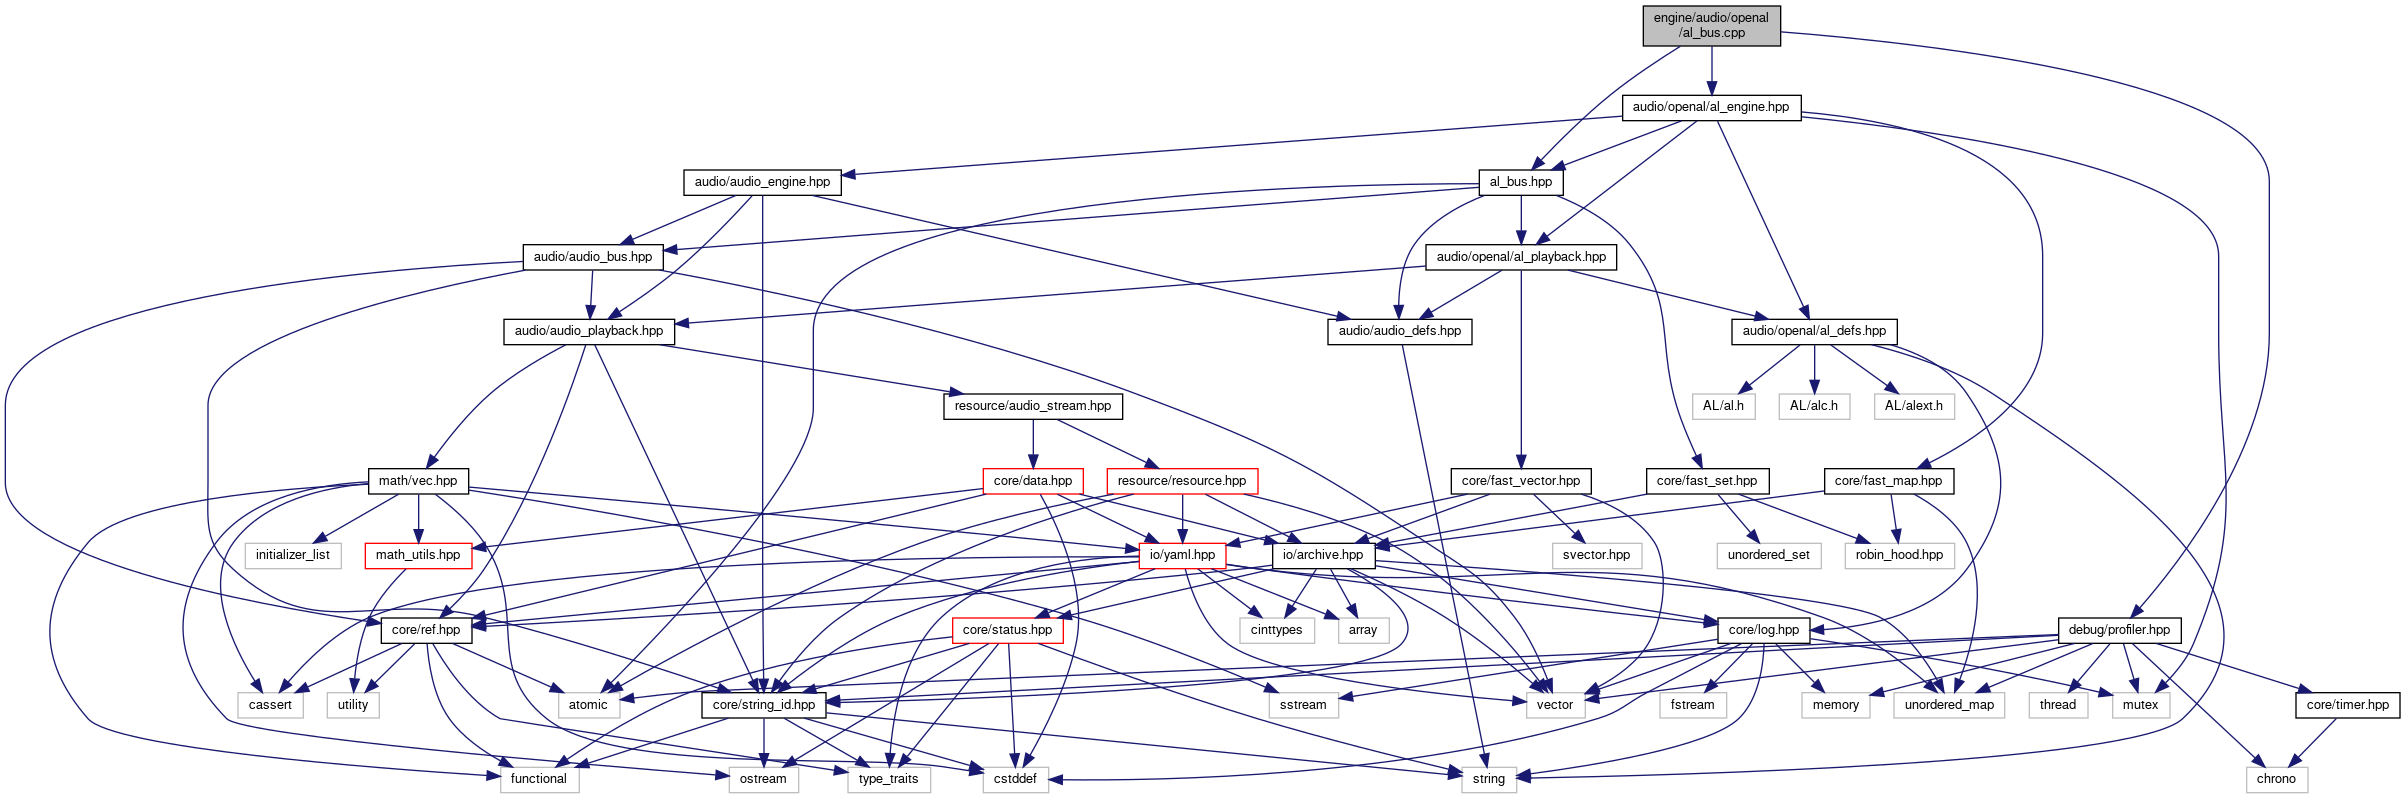 engine/audio/openal
/al_bus.cpp
audio/openal/al_engine.hpp
audio/audio_engine.hpp
al_bus.hpp
audio/audio_bus.hpp
audio/openal/al_playback.hpp
audio/audio_playback.hpp
audio/audio_defs.hpp
audio/openal/al_defs.hpp
resource/audio_stream.hpp
AL/al.h
AL/alc.h
AL/alext.h
math/vec.hpp
core/data.hpp
resource/resource.hpp
core/fast_vector.hpp
core/fast_set.hpp
core/fast_map.hpp
initializer_list
math_utils.hpp
io/yaml.hpp
io/archive.hpp
svector.hpp
unordered_set
robin_hood.hpp
core/ref.hpp
core/status.hpp
cinttypes
array
core/log.hpp
debug/profiler.hpp
cassert
utility
atomic
core/string_id.hpp
sstream
vector
fstream
memory
unordered_map
thread
mutex
core/timer.hpp
functional
ostream
type_traits
cstddef
string
chrono